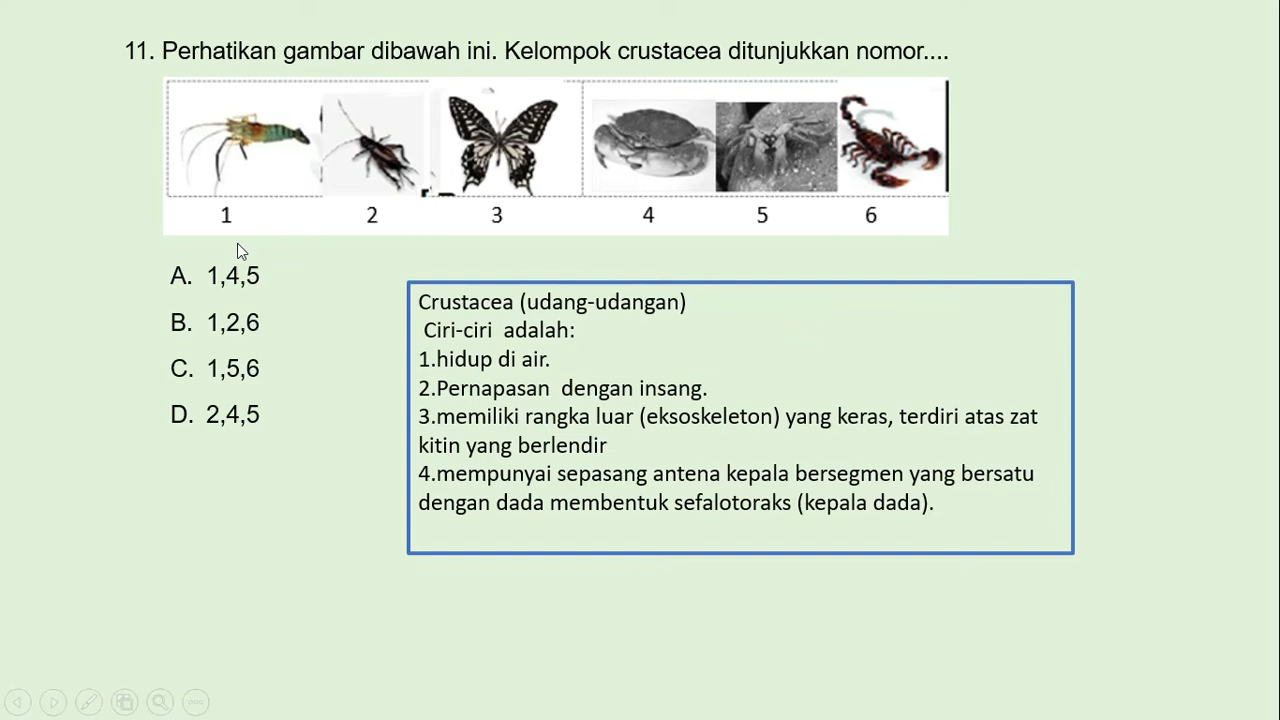 11. Perhatikan gambar dibawah ini. Kelompok crustacea ditunjukkan nomor....
1 2 3 4 5 6
A. 1,4,5
B. 1,2,6
C. 1,5,6
D. 2,4,5
Crustacea (udang-udangan)
Ciri-ciri adalah:
1.hidup di air.
2.Pernapasan dengan insang.
3.memiliki rangka luar (eksoskeleton) yang keras, terdiri atas zat
kitin yang berlendir
4.mempunyai sepasang antena kepala bersegmen yang bersatu
dengan dada membentuk sefalotoraks (kepala dada).